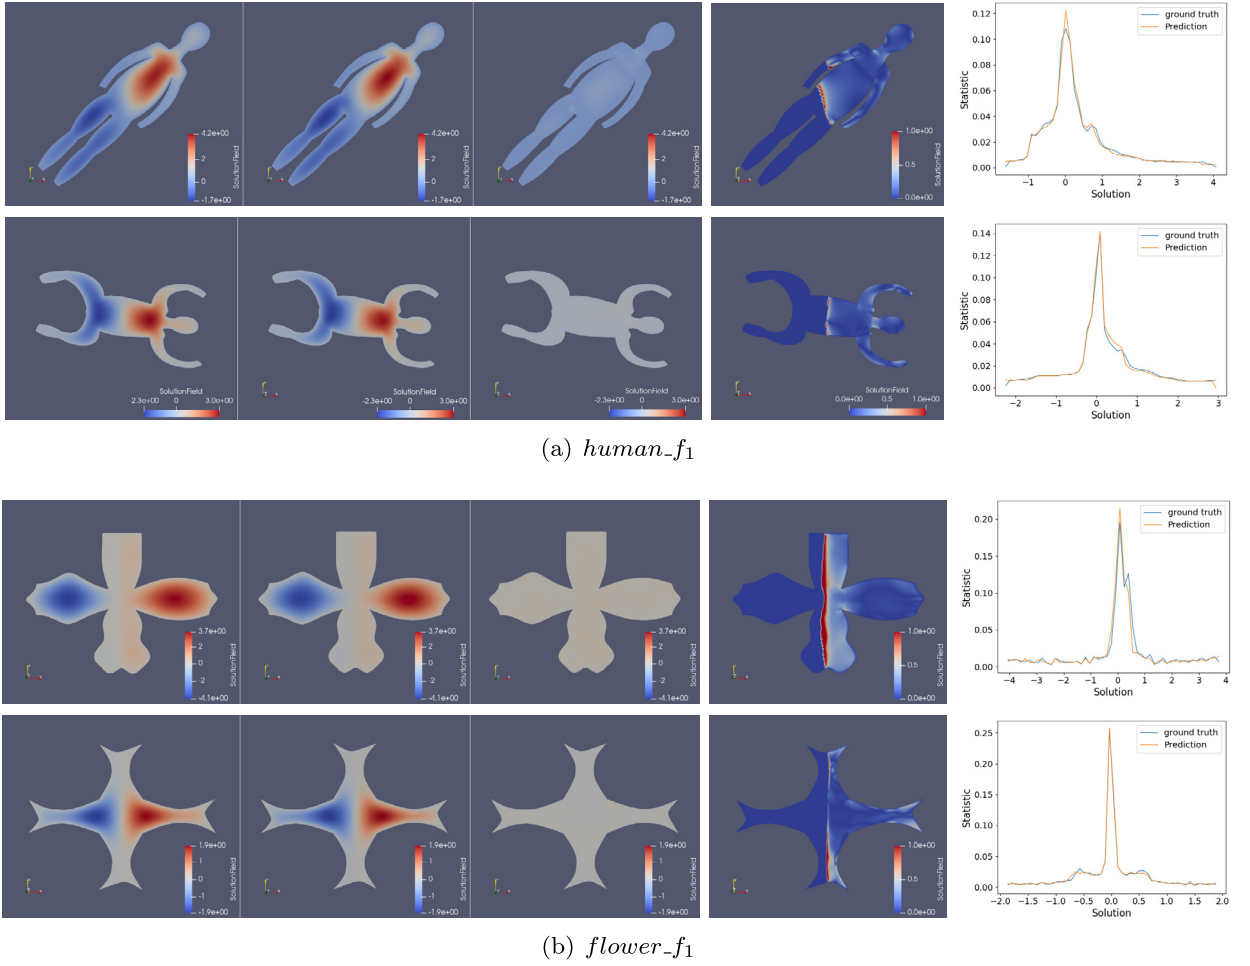 4.2e+00
2
0
-1.7e+00
SolutionField
4.2e+00
2
0
-1.7e+00
SolutionField
4.2e+00
2
0
-1.7e+00
SolutionField
1.0e+00
0.5
0.0e+00
SolutionField
0.12
0.10
0.08
0.06
0.04
0.02
0.00
Statistic
ground truth
Prediction
−1 0 1 2 3 4
Solution
SolutionField
-2.3e+00 0 3.0e+00
SolutionField
-2.3e+00 0 3.0e+00
SolutionField
-2.3e+00 0 3.0e+00
SolutionField
0.0e+00 0.5 1.0e+00
0.14
0.12
0.10
0.08
0.06
0.04
0.02
0.00
Statistic
ground truth
Prediction
−2 −1 0 1 2 3
Solution
(a) human_f1
3.7e+00
2
0
-2
-4.1e+00
SolutionField
3.7e+00
2
0
-2
-4.1e+00
SolutionField
3.7e+00
2
0
-2
-4.1e+00
SolutionField
1.0e+00
0.5
0.0e+00
SolutionField
0.20
0.15
0.10
0.05
0.00
Statistic
ground truth
Prediction
−4 −3 −2 −1 0 1 2 3 4
Solution
1.9e+00
1
0
-1
-1.9e+00
SolutionField
1.9e+00
1
0
-1
-1.9e+00
SolutionField
1.9e+00
1
0
-1
-1.9e+00
SolutionField
1.0e+00
0.5
0.0e+00
SolutionField
0.25
0.20
0.15
0.10
0.05
0.00
Statistic
ground truth
Prediction
−2.0 −1.5 −1.0 −0.5 0.0 0.5 1.0 1.5 2.0
Solution
(b) flower_f1